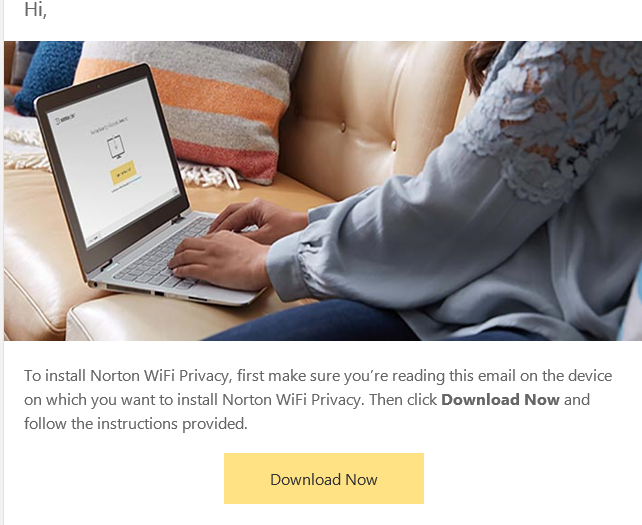 Hi,
To install Norton WiFi Privacy, first make sure you’re reading this email on the device
on which you want to install Norton WiFi Privacy. Then click Download Now and
follow the instructions provided.
Download Now